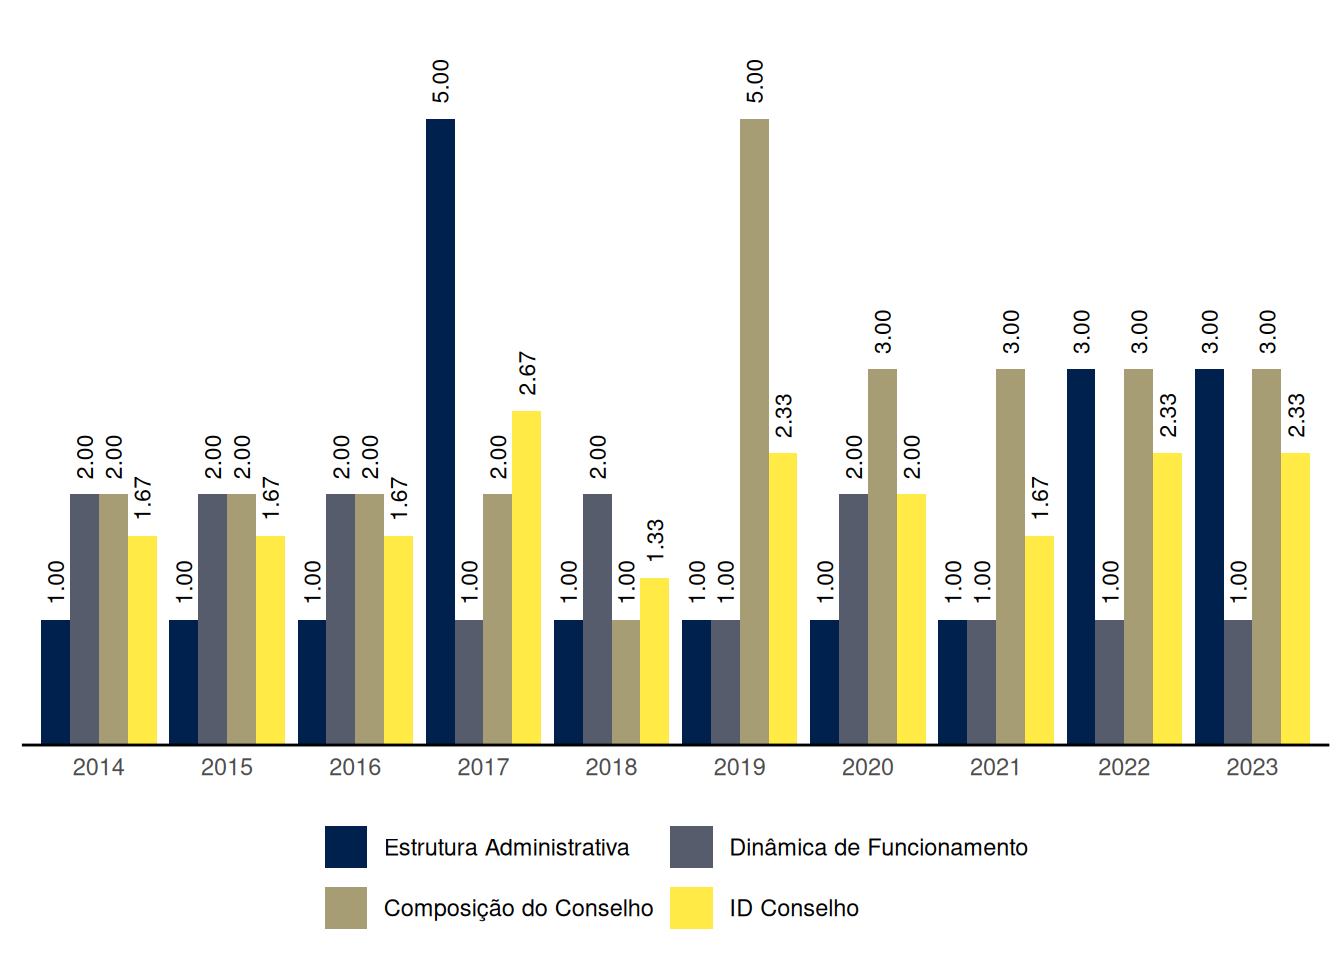 5.00 5.00
3.00 3.00 3.00 3.00 3.00 3.00
2.67 2.33 2.33 2.33
2.00 2.00 2.00 2.00 2.00 2.00 2.00 2.00 2.00 2.00
1.67 1.67 1.67 1.67
1.33
1.00 1.00 1.00 1.00 1.00 1.00 1.00 1.00 1.00 1.00 1.00 1.00 1.00
2014 2015 2016 2017 2018 2019 2020 2021 2022 2023
Estrutura Administrativa Dinâmica de Funcionamento
Composição do Conselho ID Conselho